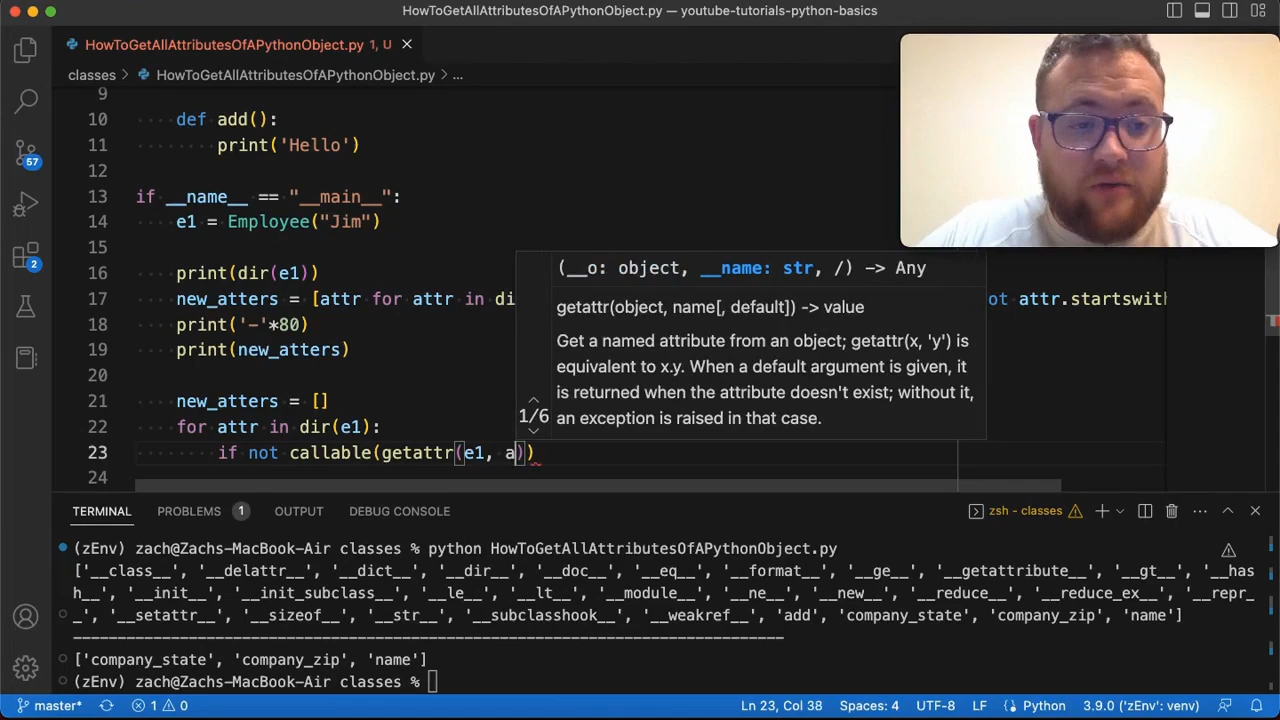 HowToGetAllAttributesOfAPythonObject.py — youtube-tutorials-python-basics
HowToGetAllAttributesOfAPythonObject.py 1, U
classes > HowToGetAllAttributesOfAPythonObject.py > ...
9
10 def add():
11 print('Hello')
12
13 if __name__ == "__main__":
14 e1 = Employee("Jim")
15
16 print(dir(e1))
17 new_atters = [attr for attr in di ot attr.startswith
18 print('-'*80)
19 print(new_atters)
20
21 new_atters = []
22 for attr in dir(e1):
23 if not callable(getattr(e1, a))
24
(__o: object, __name: str, /) -> Any
getattr(object, name[, default]) -> value
Get a named attribute from an object; getattr(x, 'y') is
equivalent to x.y. When a default argument is given, it
is returned when the attribute doesn't exist; without it,
an exception is raised in that case.
1/6
57
2
TERMINAL PROBLEMS 1 OUTPUT DEBUG CONSOLE
zsh - classes
(zEnv) zach@Zachs-MacBook-Air classes % python HowToGetAllAttributesOfAPythonObject.py
['__class__', '__delattr__', '__dict__', '__dir__', '__doc__', '__eq__', '__format__', '__ge__', '__getattribute__', '__gt__', '__has
h__', '__init__', '__init_subclass__', '__le__', '__lt__', '__module__', '__ne__', '__new__', '__reduce__', '__reduce_ex__', '__repr_
_', '__setattr__', '__sizeof__', '__str__', '__subclasshook__', '__weakref__', 'add', 'company_state', 'company_zip', 'name']
--------------------------------------------------------------------------------
['company_state', 'company_zip', 'name']
(zEnv) zach@Zachs-MacBook-Air classes %
master* 1 0 Ln 23, Col 38 Spaces: 4 UTF-8 LF Python 3.9.0 ('zEnv': venv)